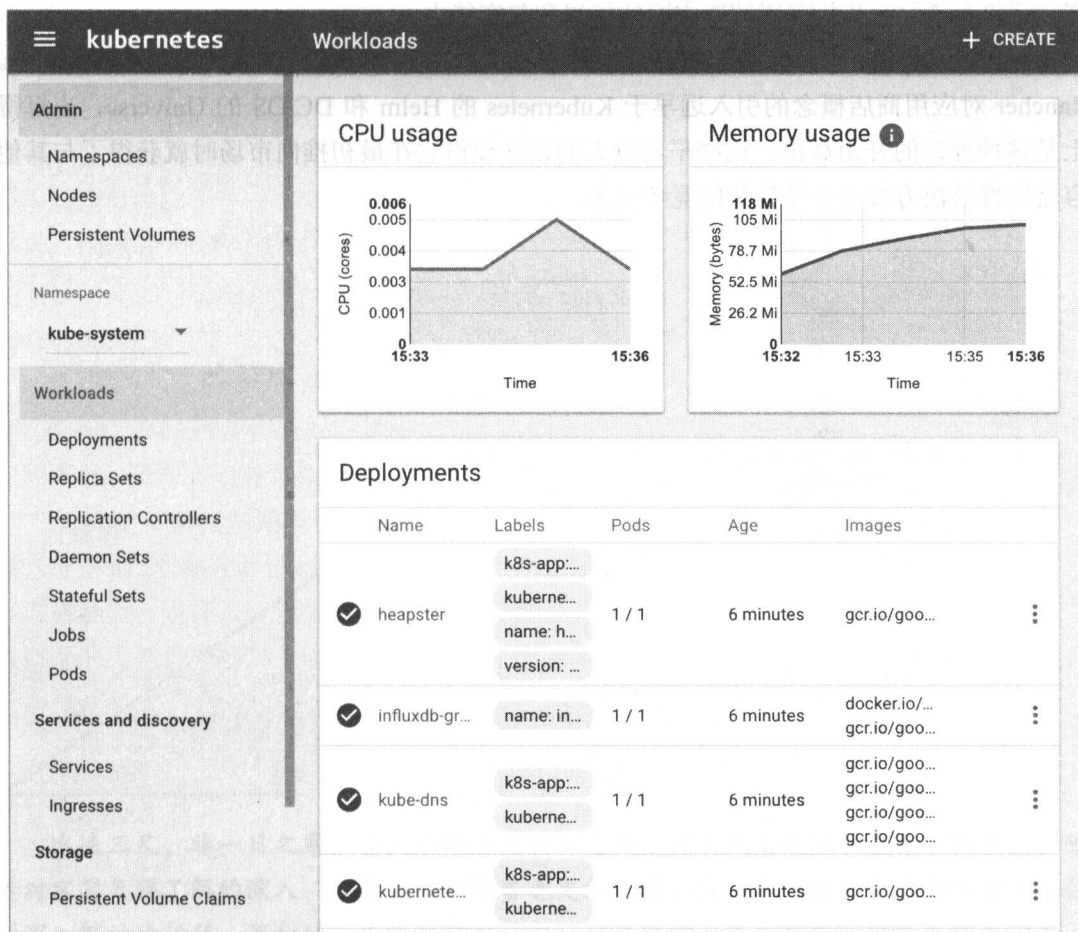 kubernetes Workloads + CREATE
Admin
Namespaces
Nodes
Persistent Volumes
Namespace
kube-system
Workloads
Deployments
Replica Sets
Replication Controllers
Daemon Sets
Stateful Sets
Jobs
Pods
Services and discovery
Services
Ingresses
Storage
Persistent Volume Claims
CPU usage
CPU (cores)
0.006
0.005
0.004
0.003
0.001
0
15:33 15:36
Time
Memory usage
Memory (bytes)
118 Mi
105 Mi
78.7 Mi
52.5 Mi
26.2 Mi
0
15:32 15:33 15:35 15:36
Time
Deployments
Name Labels Pods Age Images
heapster k8s-app:... 1 / 1 6 minutes gcr.io/goo...
kuberne...
name: h...
version: ...
influxdb-gr... name: in... 1 / 1 6 minutes docker.io/...
gcr.io/goo...
kube-dns k8s-app:... 1 / 1 6 minutes gcr.io/goo...
kuberne... gcr.io/goo...
gcr.io/goo...
gcr.io/goo...
kubernete... k8s-app:... 1 / 1 6 minutes gcr.io/goo...
kuberne...